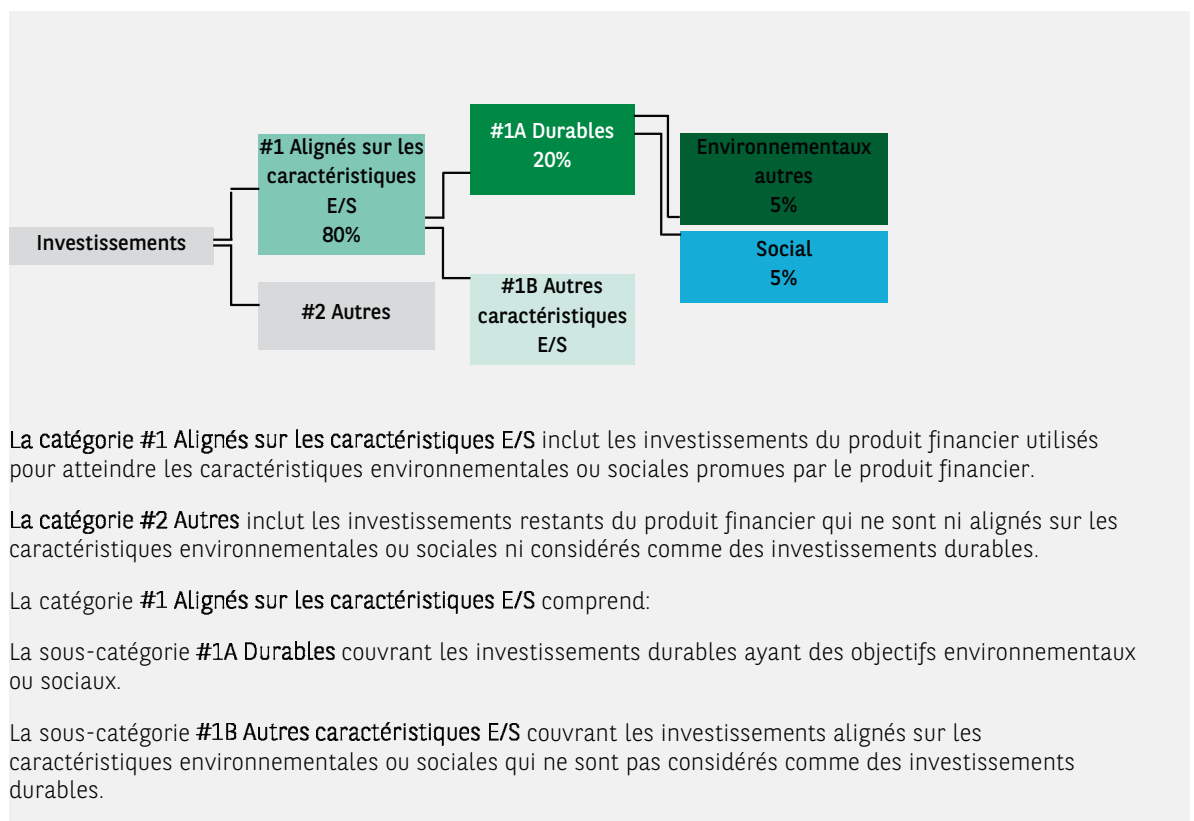 #1A Durables
20%
#1 Alignés sur les
caractéristiques
E/S
80%
Environnementaux
autres
5%
Investissements
Social
5%
#2 Autres
#1B Autres
caractéristiques
E/S
La catégorie #1 Alignés sur les caractéristiques E/S inclut les investissements du produit financier utilisés
pour atteindre les caractéristiques environnementales ou sociales promues par le produit financier.
La catégorie #2 Autres inclut les investissements restants du produit financier qui ne sont ni alignés sur les
caractéristiques environnementales ou sociales ni considérés comme des investissements durables.
La catégorie #1 Alignés sur les caractéristiques E/S comprend:
La sous-catégorie #1A Durables couvrant les investissements durables ayant des objectifs environnementaux
ou sociaux.
La sous-catégorie #1B Autres caractéristiques E/S couvrant les investissements alignés sur les
caractéristiques environnementales ou sociales qui ne sont pas considérés comme des investissements
durables.